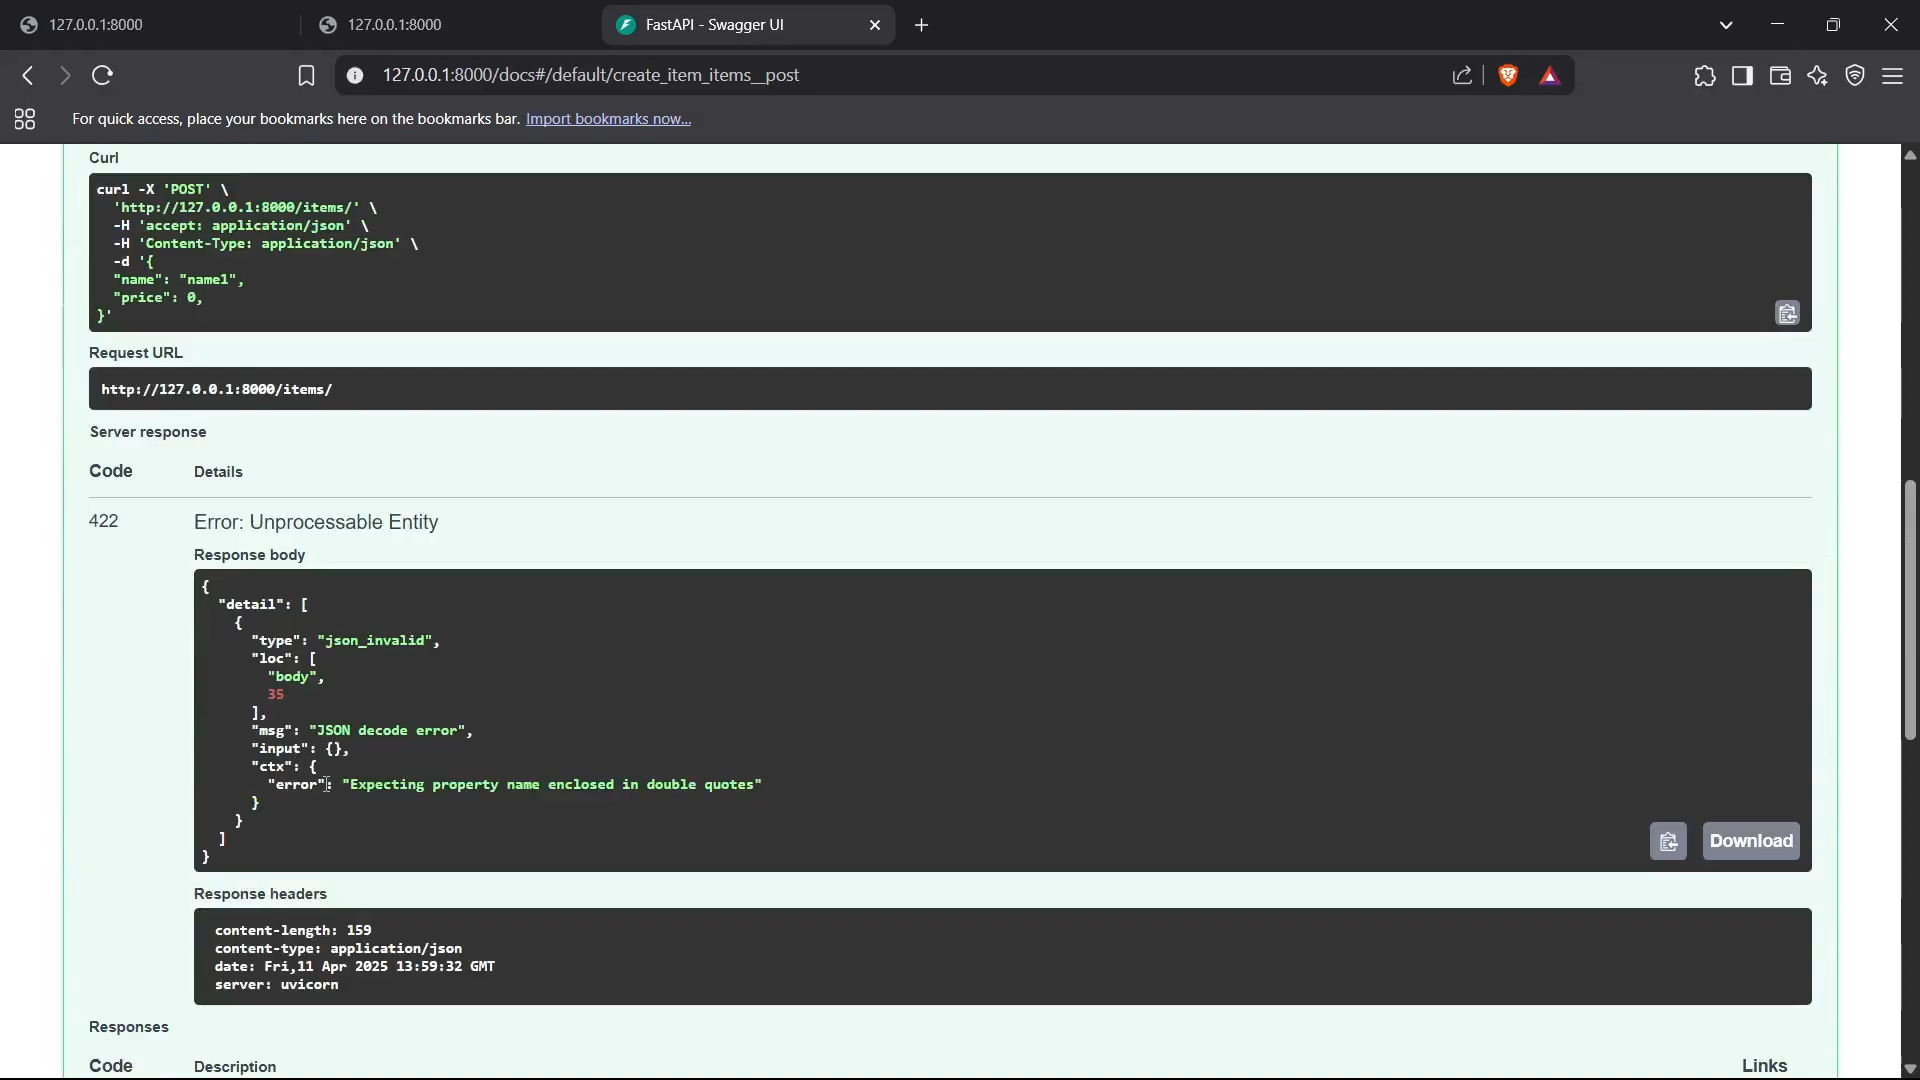 127.0.0.1:8000
127.0.0.1:8000
FastAPI - Swagger UI
127.0.0.1:8000/docs#/default/create_item_items__post
For quick access, place your bookmarks here on the bookmarks bar. Import bookmarks now...
Curl
curl -X 'POST' \
'http://127.0.0.1:8000/items/' \
-H 'accept: application/json' \
-H 'Content-Type: application/json' \
-d '{
"name": "name1",
"price": 0,
}'
Request URL
http://127.0.0.1:8000/items/
Server response
Code Details
422 Error: Unprocessable Entity
Response body
{
"detail": [
{
"type": "json_invalid",
"loc": [
"body",
35
],
"msg": "JSON decode error",
"input": {},
"ctx": {
"error": "Expecting property name enclosed in double quotes"
}
}
]
}
Download
Response headers
content-length: 159
content-type: application/json
date: Fri,11 Apr 2025 13:59:32 GMT
server: uvicorn
Responses
Code Description Links